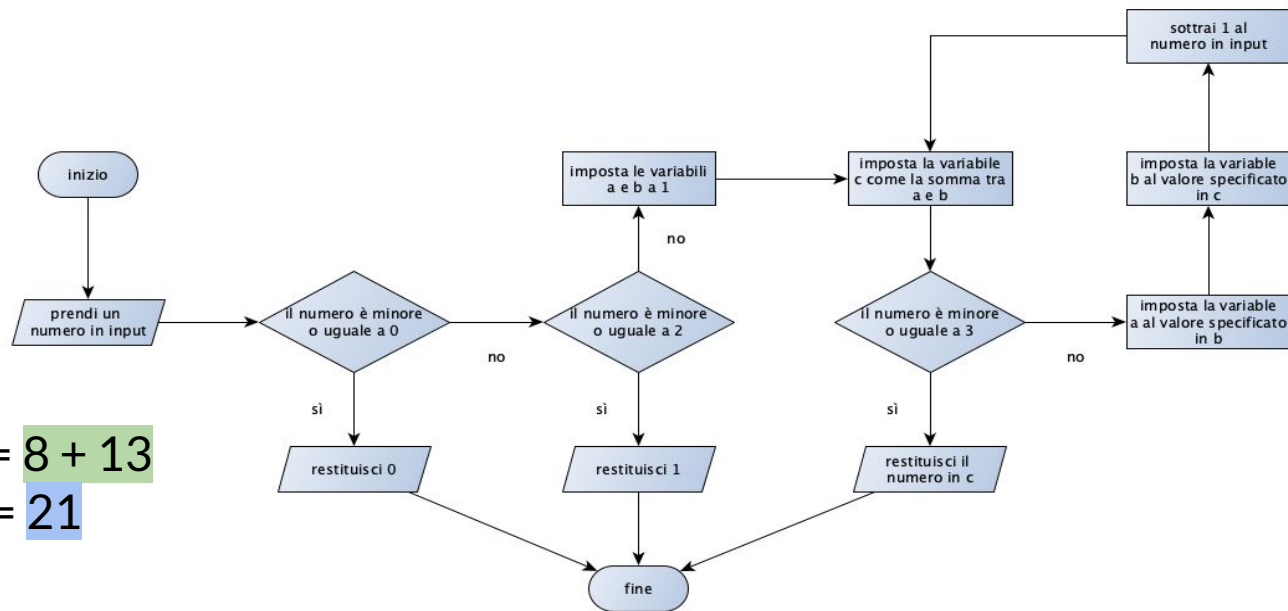 sottrai 1 al
numero in input
inizio
imposta le variabili
a e b a 1
imposta la variabile
c come la somma tra
a e b
imposta la variable
b al valore specificato
in c
no
prendi un
numero in input
il numero è minore
o uguale a 0
no
il numero è minore
o uguale a 2
il numero è minore
o uguale a 3
no
imposta la variable
a al valore specificato
in b
sì
sì
sì
= 8 + 13
= 21
restituisci 0
restituisci 1
restituisci il
numero in c
fine